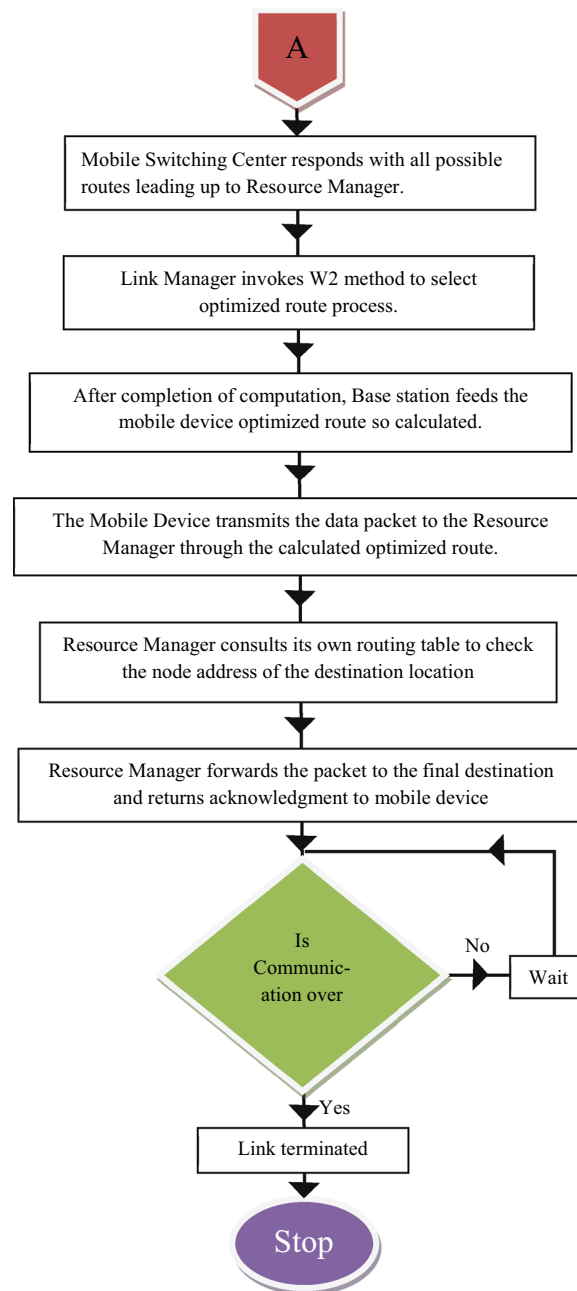 A
Mobile Switching Center responds with all possible
routes leading up to Resource Manager.
Link Manager invokes W2 method to select
optimized route process.
After completion of computation, Base station feeds the
mobile device optimized route so calculated.
The Mobile Device transmits the data packet to the Resource
Manager through the calculated optimized route.
Resource Manager consults its own routing table to check
the node address of the destination location
Resource Manager forwards the packet to the final destination
and returns acknowledgment to mobile device
Is
Communic-
ation over
No
Wait
Yes
Link terminated
Stop